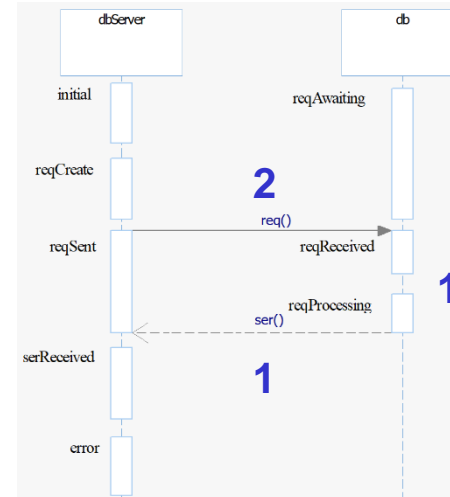 dbServer
db
initial
reqAwaiting
reqCreate
2
req()
reqSent
reqReceived
reqProcessing
1
ser()
serReceived
1
error